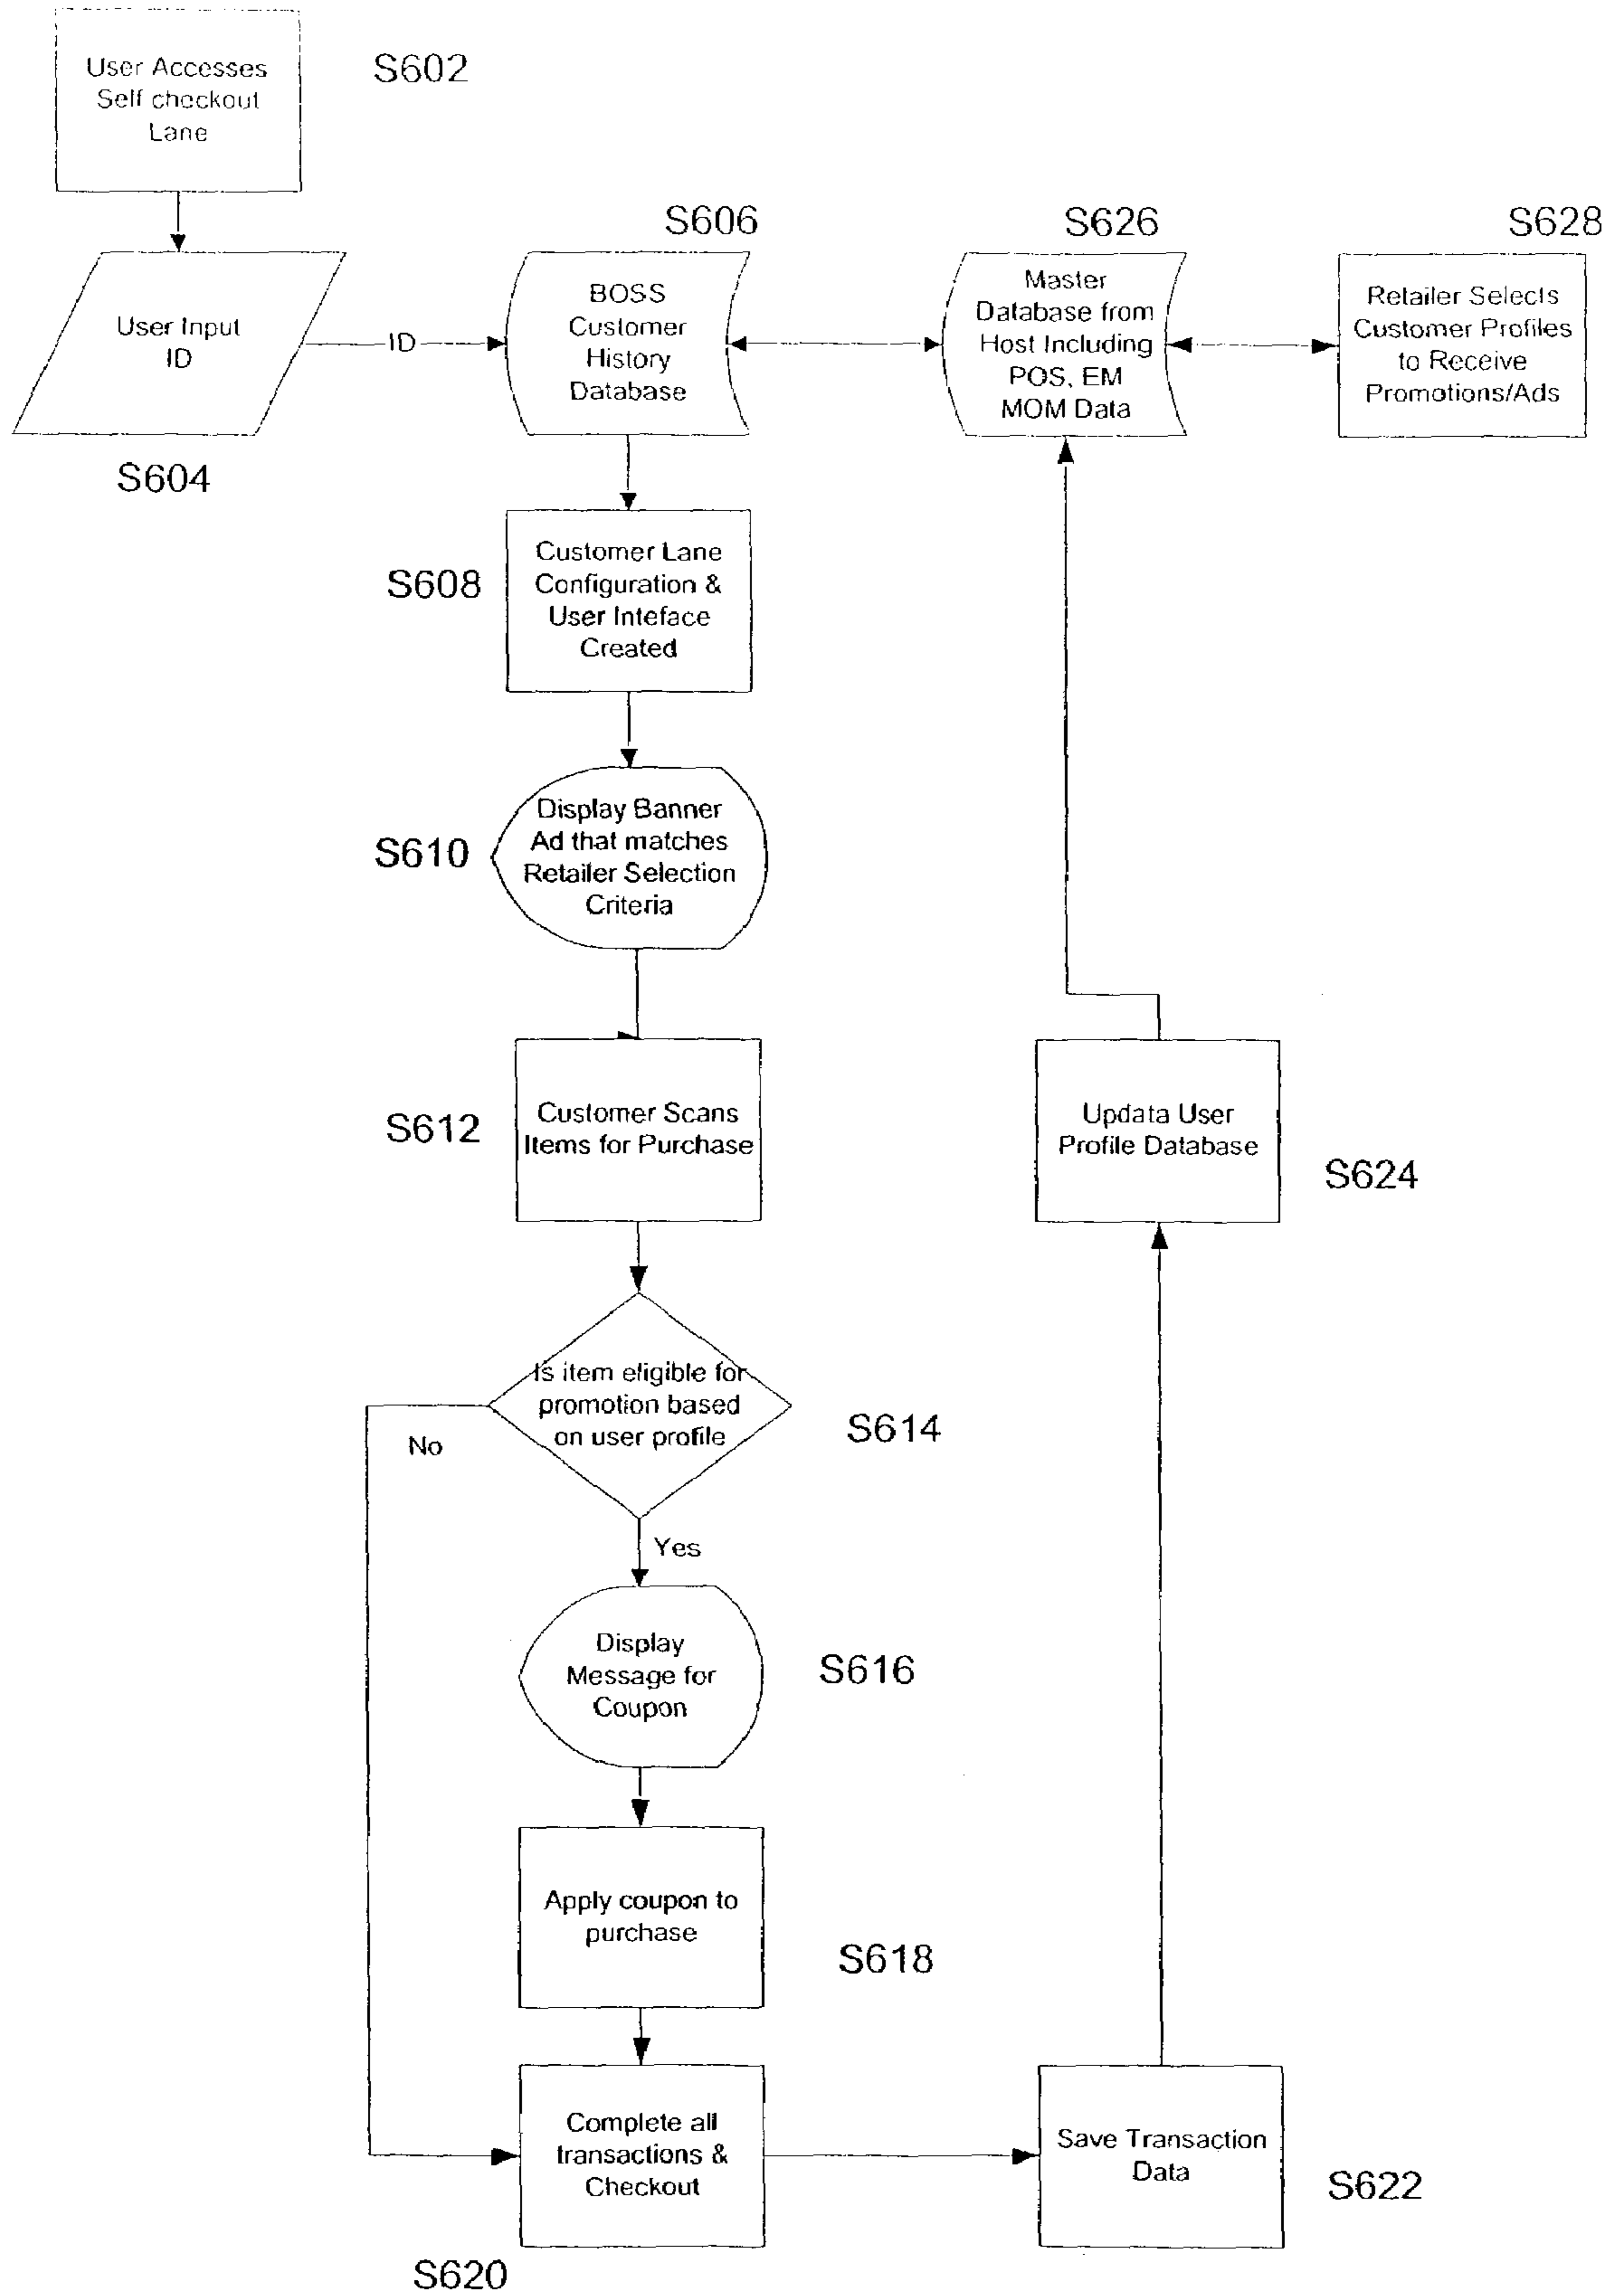 User Accesses
Self checkout
Lane
S602
User Input
ID
S604
ID
S606
BOSS
Customer
History
Database
S626
Master
Database from
Host Including
POS, EM
MOM Data
S628
Retailer Selects
Customer Profiles
to Receive
Promotions/Ads
S608
Customer Lane
Configuration &
User Inteface
Created
S610
Display Banner
Ad that matches
Retailer Selection
Criteria
S612
Customer Scans
Items for Purchase
Updata User
Profile Database
S624
Is item eligible for
promotion based
on user profile
S614
No
Yes
Display
Message for
Coupon
S616
Apply coupon to
purchase
S618
Complete all
transactions &
Checkout
S620
Save Transaction
Data
S622